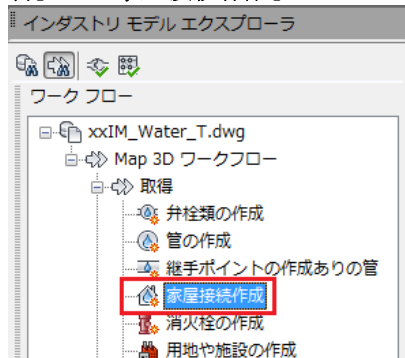 インダストリ モデル エクスプローラ
ワーク フロー
xxIM_Water_T.dwg
Map 3D ワークフロー
取得
弁栓類の作成
管の作成
継手ポイントの作成ありの管
家屋接続作成
消火栓の作成
用地や施設の作成